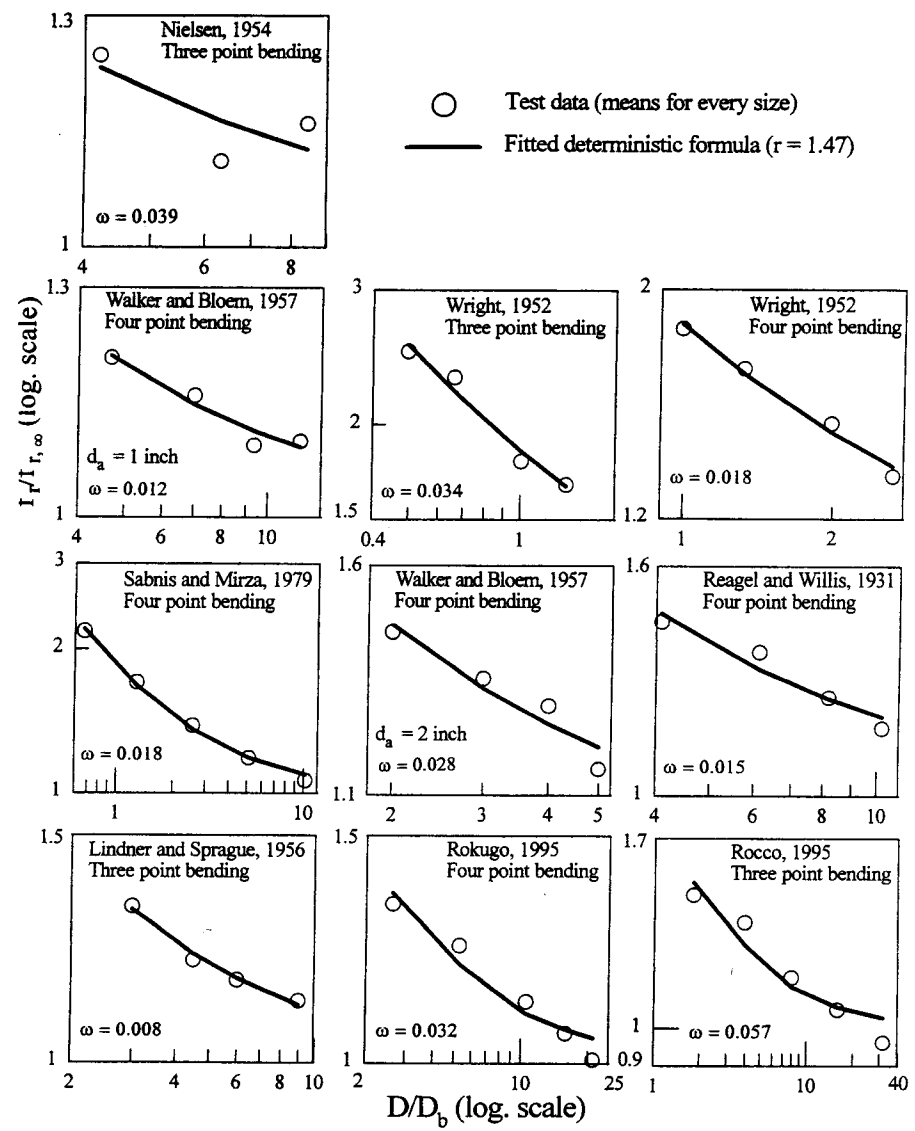 1.3
Nielsen, 1954
Three point bending
ω = 0.039
1
4 6 8
Test data (means for every size)
Fitted deterministic formula (r = 1.47)
f r/f r, ∞ (log. scale)
1.3
Walker and Bloem, 1957
Four point bending
d a = 1 inch
ω = 0.012
1
4 6 8 10
3
Wright, 1952
Three point bending
2
ω = 0.034
1.5
0.4 1
2
Wright, 1952
Four point bending
ω = 0.018
1.2
1 2
3
Sabnis and Mirza, 1979
Four point bending
2
ω = 0.018
1
1 10
1.6
Walker and Bloem, 1957
Four point bending
d a = 2 inch
ω = 0.028
1.1
2 3 4 5
1.6
Reagel and Willis, 1931
Four point bending
ω = 0.015
1
4 6 8 10
1.5
Lindner and Sprague, 1956
Three point bending
ω = 0.008
1
2 4 6 8 10
1.5
Rokugo, 1995
Four point bending
ω = 0.032
1
2 10 25
1.7
Rocco, 1995
Three point bending
1
ω = 0.057
0.9
1 10 40
D/D b (log. scale)